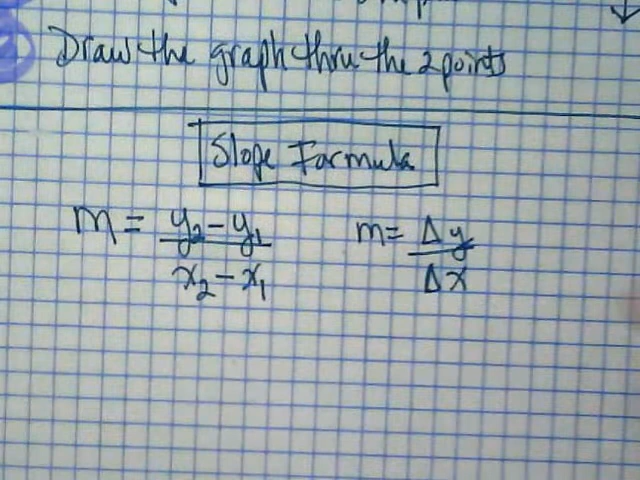 Draw the graph thru the 2 points
Slope Formula
m = y₂ - y₁ / x₂ - x₁
m = Δy / Δx